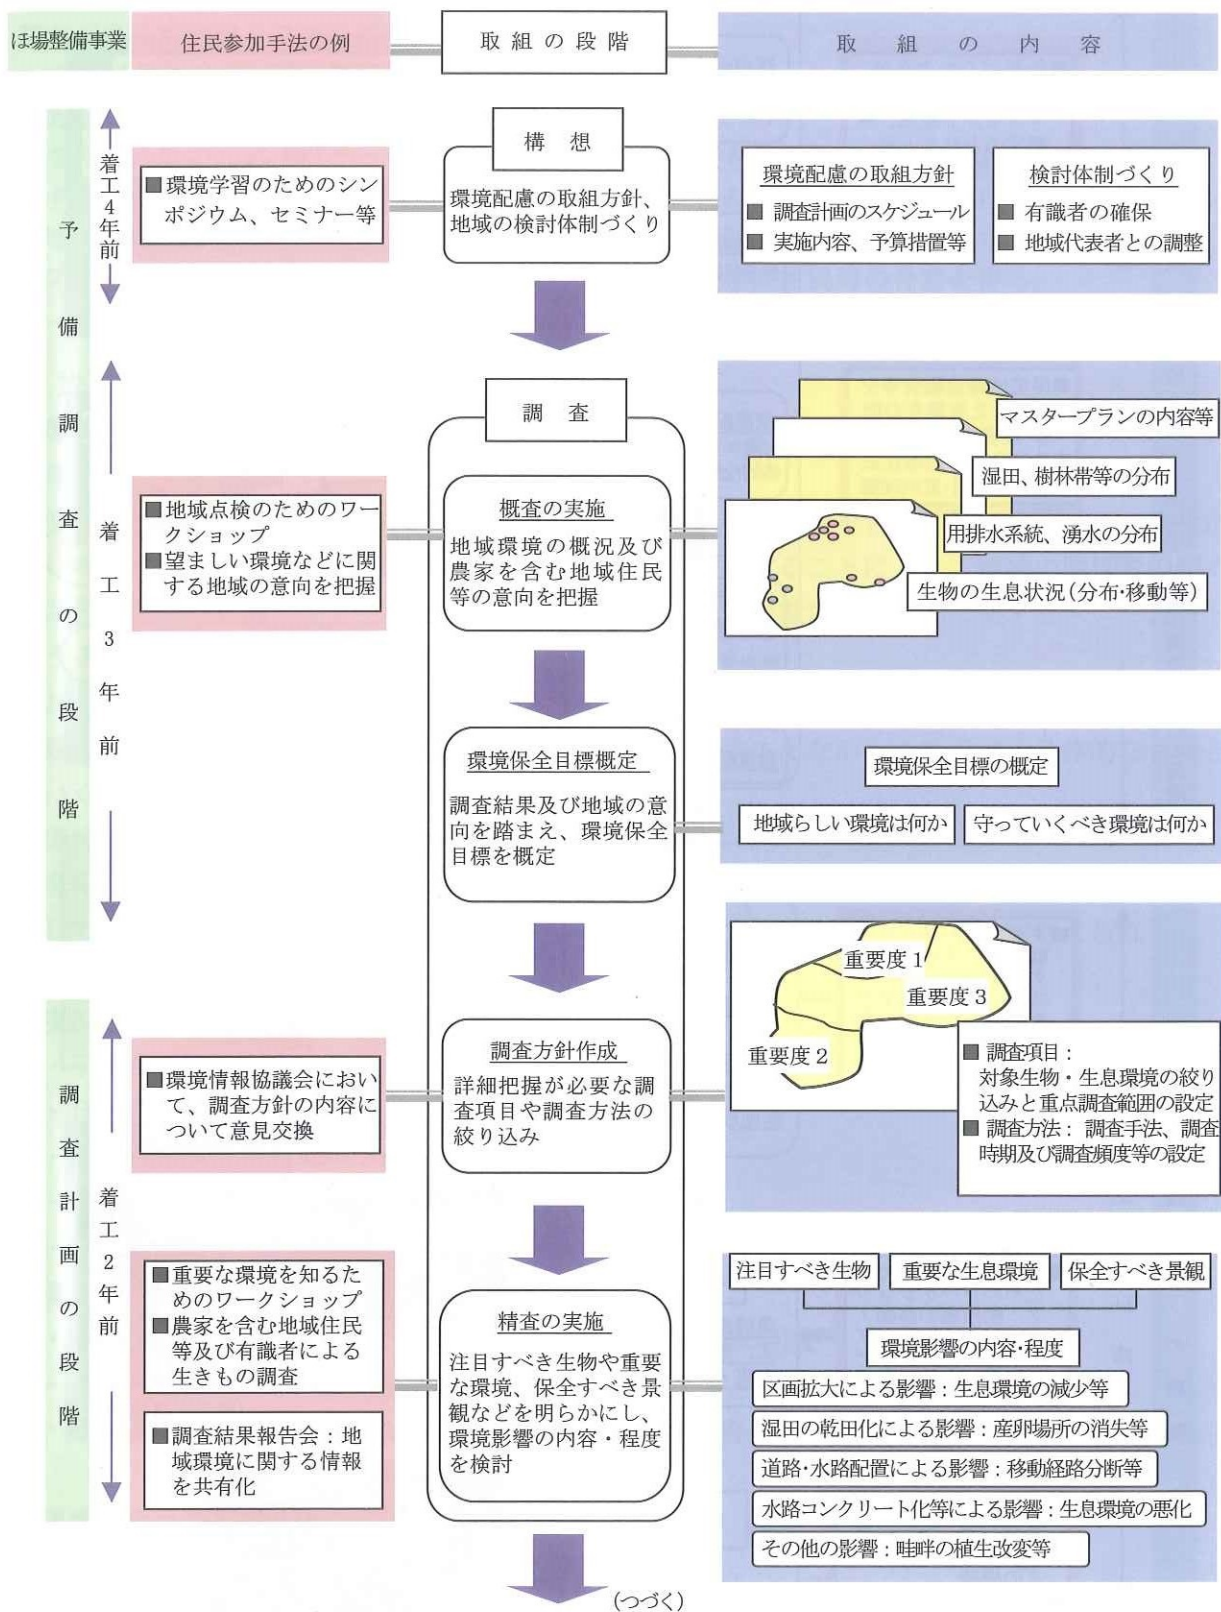 ほ場整備事業
住民参加手法の例
取組の段階
取組の内容
予備調査の段階
着工4年前
■環境学習のためのシン
ポジウム、セミナー等
構想
環境配慮の取組方針、
地域の検討体制づくり
環境配慮の取組方針
■ 調査計画のスケジュール
■ 実施内容、予算措置等
検討体制づくり
■ 有識者の確保
■ 地域代表者との調整
着工3年前
調査
■地域点検のためのワー
クショップ
■望ましい環境などに関
する地域の意向を把握
概査の実施
地域環境の概況及び
農家を含む地域住民
等の意向を把握
マスタープランの内容等
湿田、樹林帯等の分布
用排水系統、湧水の分布
生物の生息状況(分布・移動等)
環境保全目標概定
調査結果及び地域の意
向を踏まえ、環境保全
目標を概定
環境保全目標の概定
地域らしい環境は何か
守っていくべき環境は何か
調査計画の段階
着工2年前
■環境情報協議会におい
て、調査方針の内容に
ついて意見交換
調査方針作成
詳細把握が必要な調
査項目や調査方法の
絞り込み
重要度1
重要度3
重要度2
■ 調査項目:
対象生物・生息環境の絞り
込みと重点調査範囲の設定
■ 調査方法: 調査手法、調査
時期及び調査頻度等の設定
■重要な環境を知るた
めのワークショップ
■農家を含む地域住民
等及び有識者による
生きもの調査
■調査結果報告会:地
域環境に関する情報
を共有化
精査の実施
注目すべき生物や重要
な環境、保全すべき景
観などを明らかにし、
環境影響の内容・程度
を検討
注目すべき生物
重要な生息環境
保全すべき景観
環境影響の内容・程度
区画拡大による影響:生息環境の減少等
湿田の乾田化による影響:産卵場所の消失等
道路・水路配置による影響:移動経路分断等
水路コンクリート化等による影響:生息環境の悪化
その他の影響:畦畔の植生改変等
(つづく)